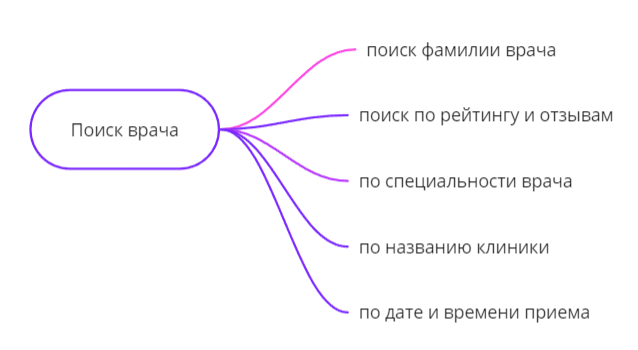 Поиск врача
поиск фамилии врача
поиск по рейтингу и отзывам
по специальности врача
по названию клиники
по дате и времени приема